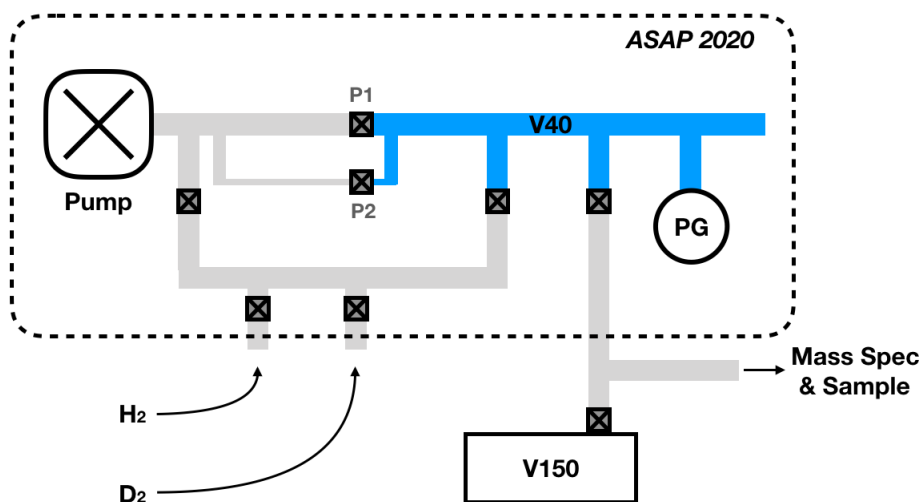 ASAP 2020
P1
V40
Pump
P2
PG
Mass Spec
& Sample
H2
V150
D2